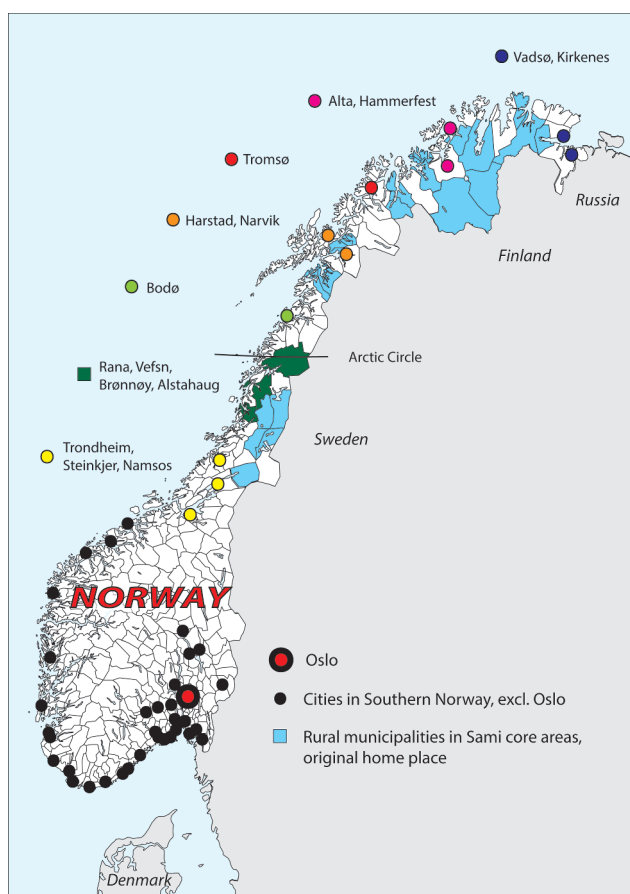 Vadsø, Kirkenes
Alta, Hammerfest
Tromsø
Russia
Harstad, Narvik
Finland
Bodø
Arctic Circle
Rana, Vefsn,
Brønnøy, Alstahaug
Sweden
Trondheim,
Steinkjer, Namsos
NORWAY
Oslo
Cities in Southern Norway, excl. Oslo
Rural municipalities in Sami core areas,
original home place
Denmark